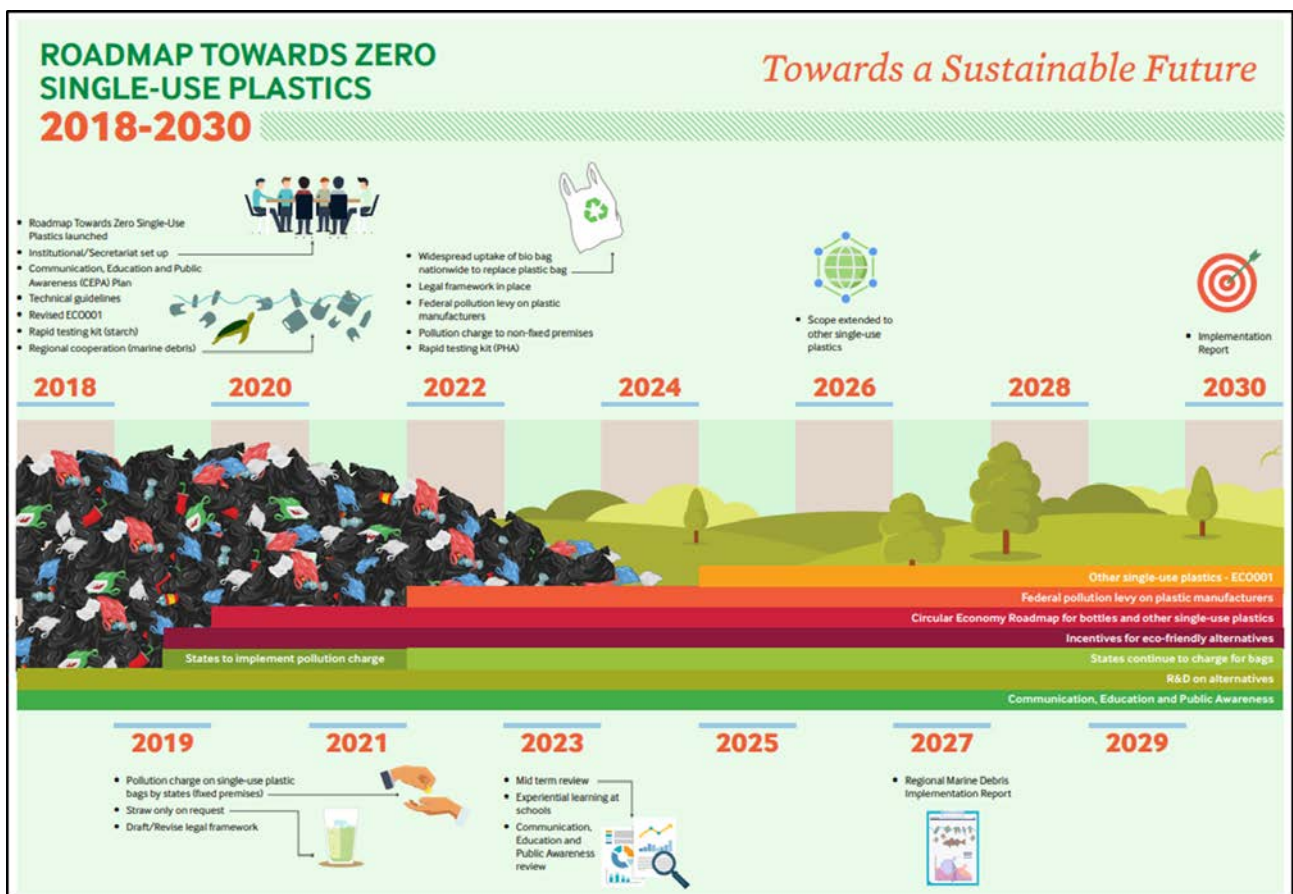 ROADMAP TOWARDS ZERO
SINGLE-USE PLASTICS
2018-2030
Towards a Sustainable Future
• Roadmap Towards Zero Single-Use
Plastics launched
• Institutional/Secretariat set up
• Communication, Education and Public
Awareness (CEPA) Plan
• Technical guidelines
• Revised ECO001
• Rapid testing kit (starch)
• Regional cooperation (marine debris)
• Widespread uptake of bio bag
nationwide to replace plastic bag
• Legal framework in place
• Federal pollution levy on plastic
manufacturers
• Pollution charge to non-fixed premises
• Rapid testing kit (PHA)
• Scope extended to
other single-use
plastics
• Implementation
Report
2018 2020 2022 2024 2026 2028 2030
Other single-use plastics - ECO001
Federal pollution levy on plastic manufacturers
Circular Economy Roadmap for bottles and other single-use plastics
Incentives for eco-friendly alternatives
States to implement pollution charge States continue to charge for bags
R&D on alternatives
Communication, Education and Public Awareness
2019 2021 2023 2025 2027 2029
• Pollution charge on single-use plastic
bags by states (fixed premises)
• Straw only on request
• Draft/Revise legal framework
• Mid term review
• Experiential learning at
schools
• Communication,
Education and
Public Awareness
review
• Regional Marine Debris
Implementation Report